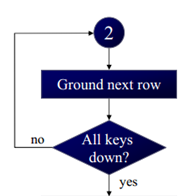 2
Ground next row
All keys
down?
no
yes